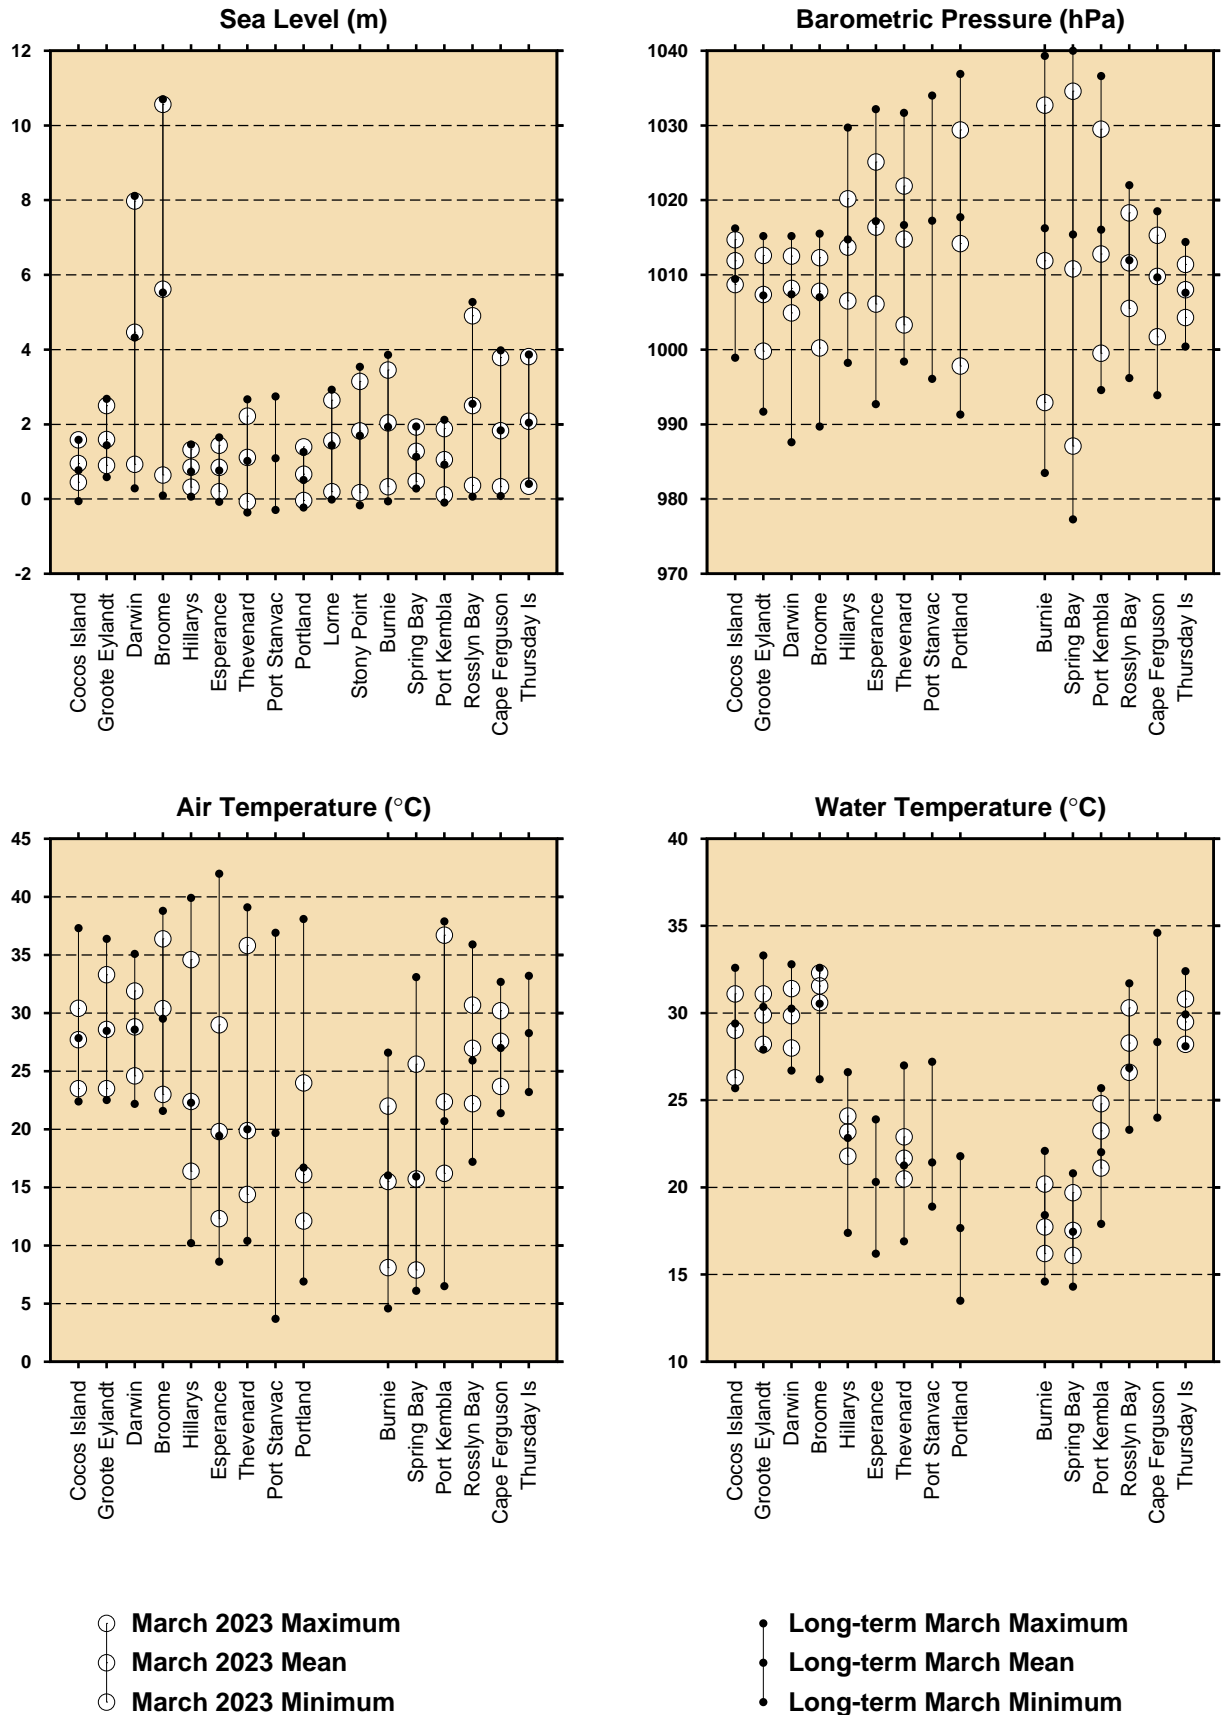 Sea Level (m)
12
10
8
6
4
2
0
-2
Cocos Island
Groote Eylandt
Darwin
Broome
Hillarys
Esperance
Thevenard
Port Stanvac
Portland
Lorne
Stony Point
Burnie
Spring Bay
Port Kembla
Rosslyn Bay
Cape Ferguson
Thursday Is
Barometric Pressure (hPa)
1040
1030
1020
1010
1000
990
980
970
Cocos Island
Groote Eylandt
Darwin
Broome
Hillarys
Esperance
Thevenard
Port Stanvac
Portland
Burnie
Spring Bay
Port Kembla
Rosslyn Bay
Cape Ferguson
Thursday Is
Air Temperature (°C)
45
40
35
30
25
20
15
10
5
0
Cocos Island
Groote Eylandt
Darwin
Broome
Hillarys
Esperance
Thevenard
Port Stanvac
Portland
Burnie
Spring Bay
Port Kembla
Rosslyn Bay
Cape Ferguson
Thursday Is
Water Temperature (°C)
40
35
30
25
20
15
10
Cocos Island
Groote Eylandt
Darwin
Broome
Hillarys
Esperance
Thevenard
Port Stanvac
Portland
Burnie
Spring Bay
Port Kembla
Rosslyn Bay
Cape Ferguson
Thursday Is
March 2023 Maximum
March 2023 Mean
March 2023 Minimum
Long-term March Maximum
Long-term March Mean
Long-term March Minimum